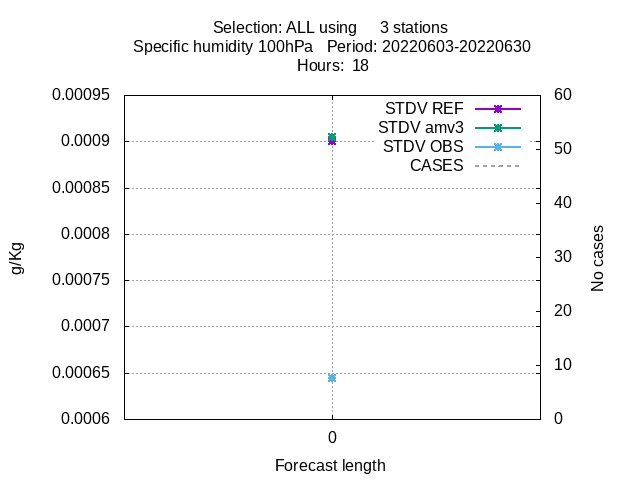 Selection: ALL using     3 stations
Specific humidity 100hPa   Period: 20220603-20220630
Hours:  18
0.00095
0.0009
0.00085
0.0008
0.00075
0.0007
0.00065
0.0006
60
50
40
30
20
10
0
STDV REF
STDV amv3
STDV OBS
CASES
g/Kg
No cases
0
Forecast length